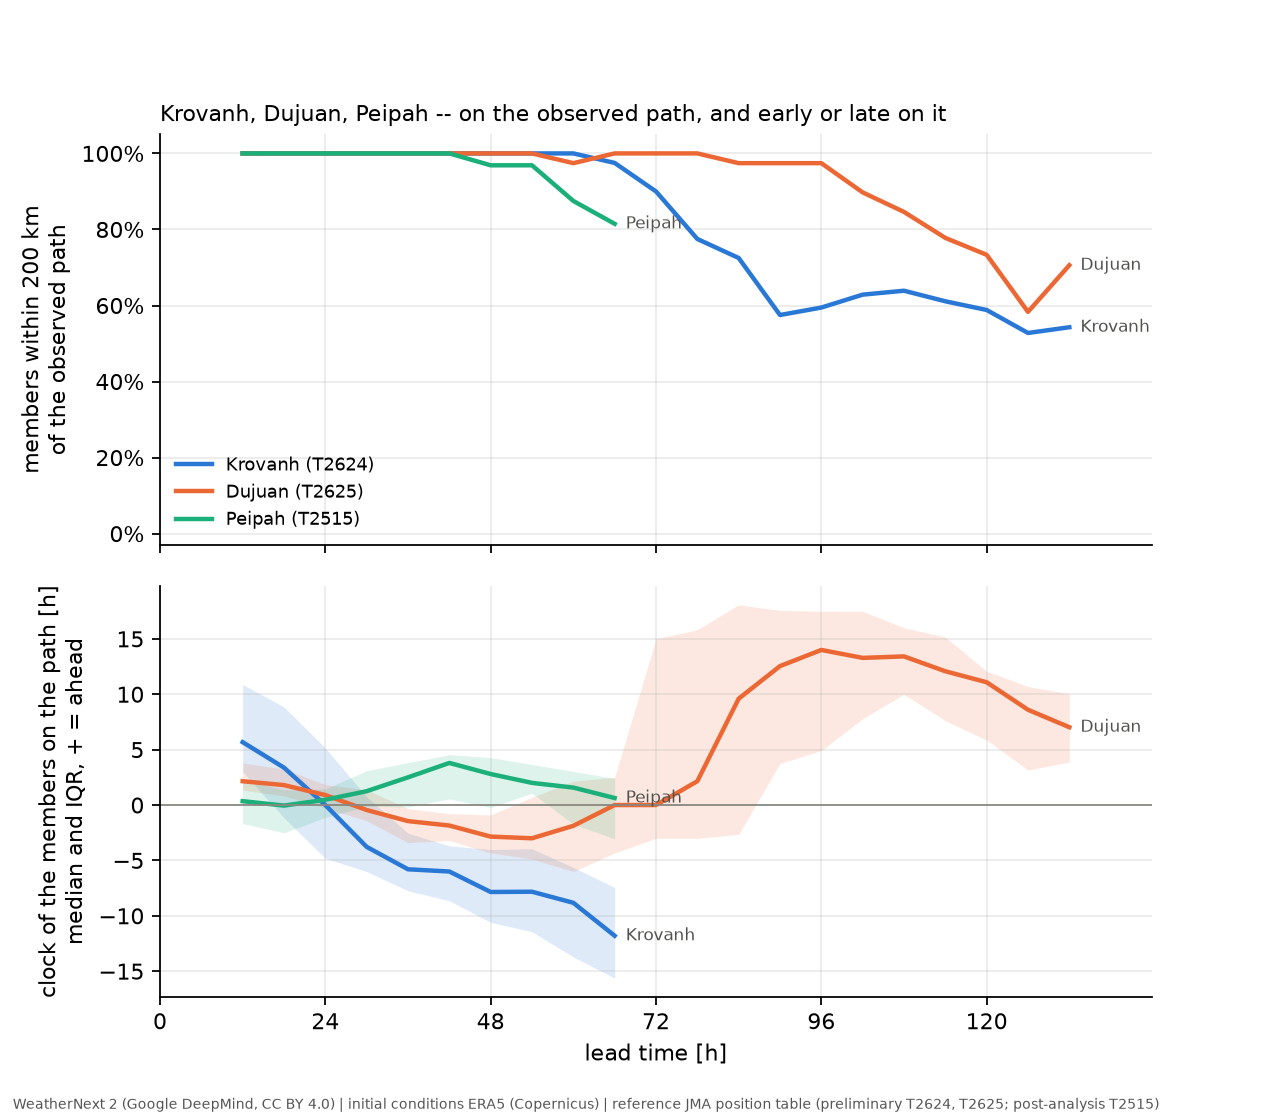 Krovanh, Dujuan, Peipah -- on the observed path, and early or late on it
members within 200 km
of the observed path
100%
80%
60%
40%
20%
0%
Peipah
Dujuan
Krovanh
Krovanh (T2624)
Dujuan (T2625)
Peipah (T2515)
clock of the members on the path [h]
median and IQR, + = ahead
15
10
5
0
−5
−10
−15
Dujuan
Peipah
Krovanh
0 24 48 72 96 120
lead time [h]
WeatherNext 2 (Google DeepMind, CC BY 4.0) | initial conditions ERA5 (Copernicus) | reference JMA position table (preliminary T2624, T2625; post-analysis T2515)